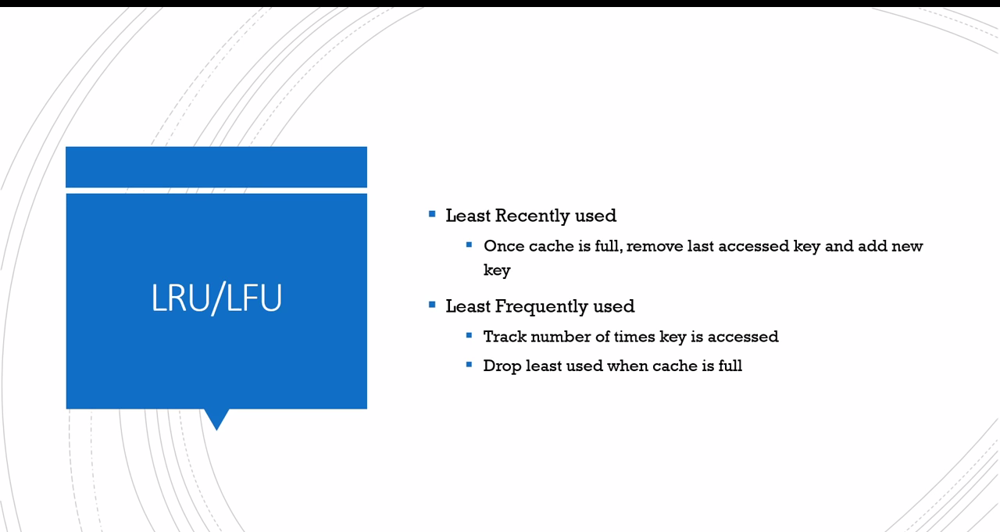 LRU/LFU
Least Recently used
Once cache is full, remove last accessed key and add new
key
Least Frequently used
Track number of times key is accessed
Drop least used when cache is full